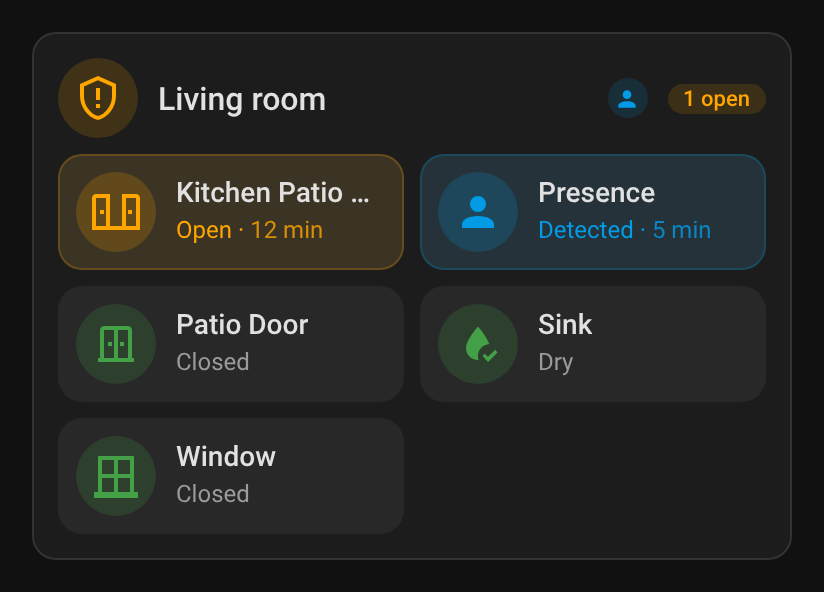 Living room
1 open
Kitchen Patio ...
Open · 12 min
Presence
Detected · 5 min
Patio Door
Closed
Sink
Dry
Window
Closed